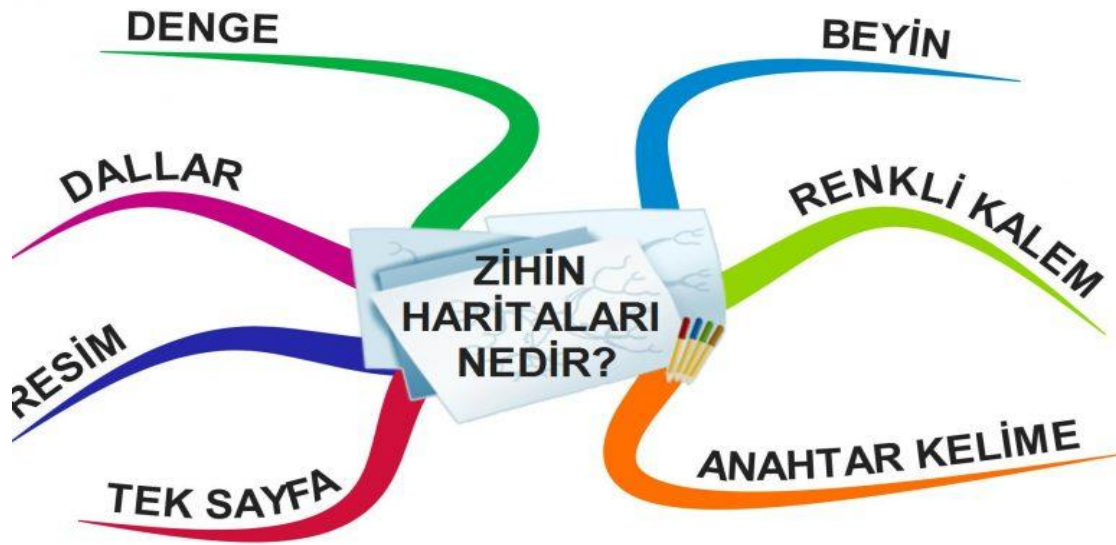 ZİHİN
HARİTALARI
NEDİR?
BEYİN
RENKLİ KALEM
ANAHTAR KELİME
TEK SAYFA
RESİM
DALLAR
DENGE